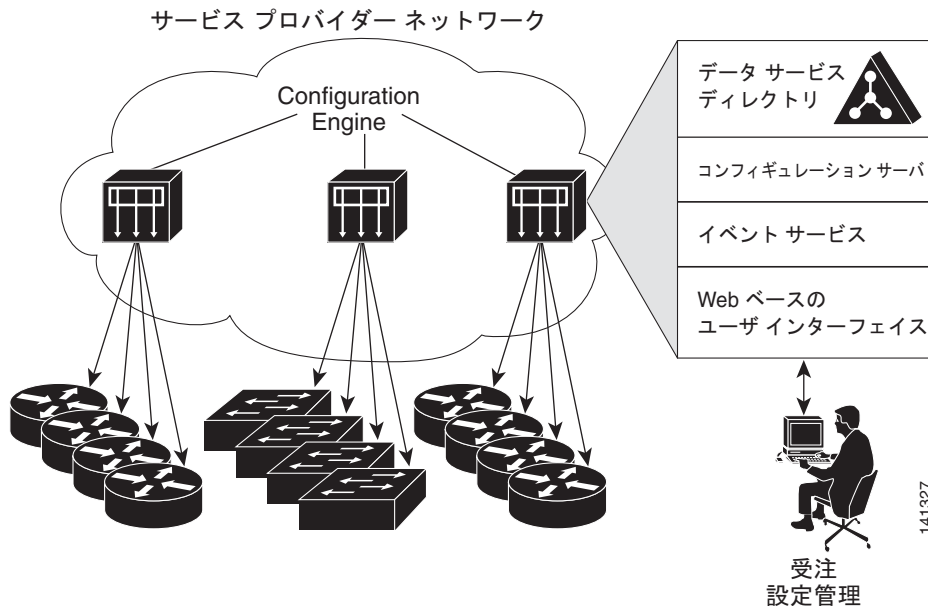 サービス プロバイダー ネットワーク
Configuration
Engine
データ サービス
ディレクトリ
コンフィギュレーション サーバ
イベント サービス
Web ベースの
ユーザ インターフェイス
141327
受注
設定管理